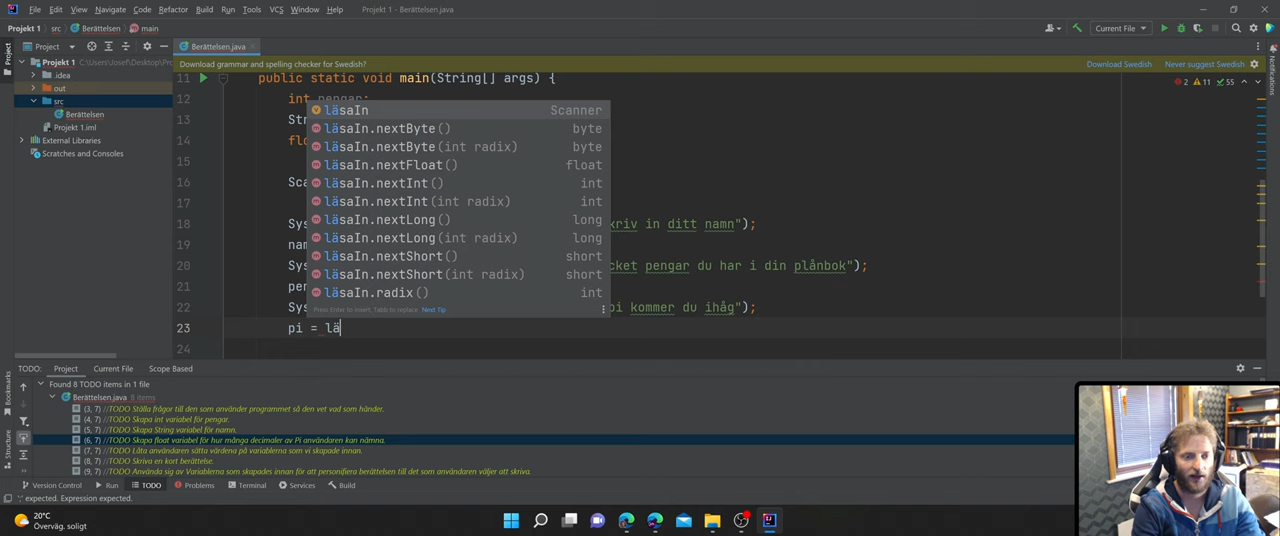 File Edit View Navigate Code Refactor Build Run Tools VCS Window Help Projekt 1 - Berättelsen.java
Projekt 1 src Berättelsen main Current File
Project Berättelsen.java
Projekt 1 C:\Users\Josef\Desktop\Pro
Download grammar and spelling checker for Swedish? Download Swedish Never suggest Swedish
.idea
out
src
Berättelsen
Projekt 1.iml
External Libraries
Scratches and Consoles
2 11 55
11 public static void main(String[] args) {
12 int pengar;
13 Str
14 flo
15
16 Sca
17
18 Sys kriv in ditt namn");
19 nam
20 Sys cket pengar du har i din plånbok");
21 pen
22 Sys pi kommer du ihåg");
23 pi = lä
24
läsaIn Scanner
läsaIn.nextByte() byte
läsaIn.nextByte(int radix) byte
läsaIn.nextFloat() float
läsaIn.nextInt() int
läsaIn.nextInt(int radix) int
läsaIn.nextLong() long
läsaIn.nextLong(int radix) long
läsaIn.nextShort() short
läsaIn.nextShort(int radix) short
läsaIn.radix() int
Press Enter to insert, Tab to replace Next Tip
TODO: Project Current File Scope Based
Found 8 TODO items in 1 file
Berättelsen.java 8 items
(3, 7) //TODO Ställa frågor till den som använder programmet så den vet vad som händer.
(4, 7) //TODO Skapa int variabel för pengar.
(5, 7) //TODO Skapa String variabel för namn.
(6, 7) //TODO Skapa float variabel för hur många decimaler av Pi användaren kan nämna.
(7, 7) //TODO Låta användaren sätta värdena på variablerna som vi skapade innan.
(8, 7) //TODO Skriva en kort berättelse.
(9, 7) //TODO Använda sig av Variablerna som skapades innan för att personifiera berättelsen till det som användaren väljer att skriva.
Project
Bookmarks
Structure
Notifications
Version Control Run TODO Problems Terminal Services Build
';' expected. Expression expected.
20°C
Överväg. soligt